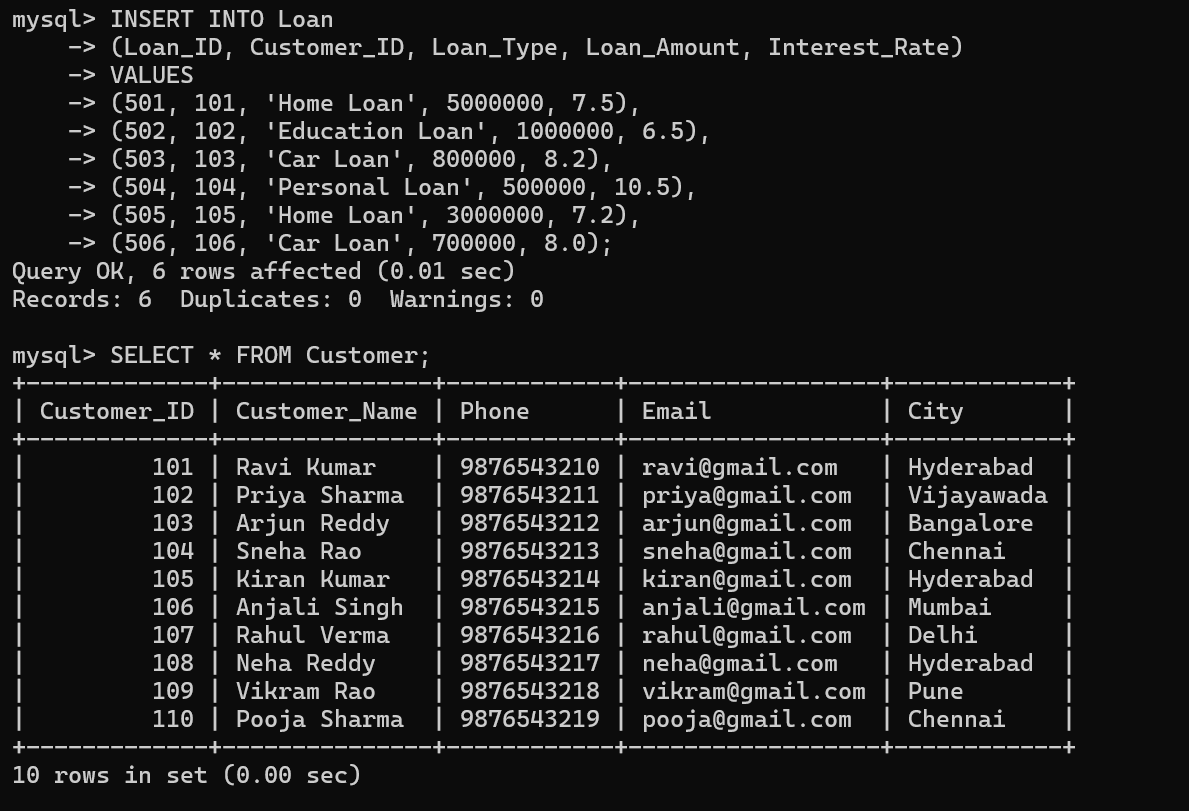 mysql> INSERT INTO Loan
    -> (Loan_ID, Customer_ID, Loan_Type, Loan_Amount, Interest_Rate)
    -> VALUES
    -> (501, 101, 'Home Loan', 5000000, 7.5),
    -> (502, 102, 'Education Loan', 1000000, 6.5),
    -> (503, 103, 'Car Loan', 800000, 8.2),
    -> (504, 104, 'Personal Loan', 500000, 10.5),
    -> (505, 105, 'Home Loan', 3000000, 7.2),
    -> (506, 106, 'Car Loan', 700000, 8.0);
Query OK, 6 rows affected (0.01 sec)
Records: 6  Duplicates: 0  Warnings: 0

mysql> SELECT * FROM Customer;
+-------------+---------------+------------+------------------+------------+
| Customer_ID | Customer_Name | Phone      | Email            | City       |
+-------------+---------------+------------+------------------+------------+
|         101 | Ravi Kumar    | 9876543210 | ravi@gmail.com   | Hyderabad  |
|         102 | Priya Sharma  | 9876543211 | priya@gmail.com  | Vijayawada |
|         103 | Arjun Reddy   | 9876543212 | arjun@gmail.com  | Bangalore  |
|         104 | Sneha Rao     | 9876543213 | sneha@gmail.com  | Chennai    |
|         105 | Kiran Kumar   | 9876543214 | kiran@gmail.com  | Hyderabad  |
|         106 | Anjali Singh  | 9876543215 | anjali@gmail.com | Mumbai     |
|         107 | Rahul Verma   | 9876543216 | rahul@gmail.com  | Delhi      |
|         108 | Neha Reddy    | 9876543217 | neha@gmail.com   | Hyderabad  |
|         109 | Vikram Rao    | 9876543218 | vikram@gmail.com | Pune       |
|         110 | Pooja Sharma  | 9876543219 | pooja@gmail.com  | Chennai    |
+-------------+---------------+------------+------------------+------------+
10 rows in set (0.00 sec)